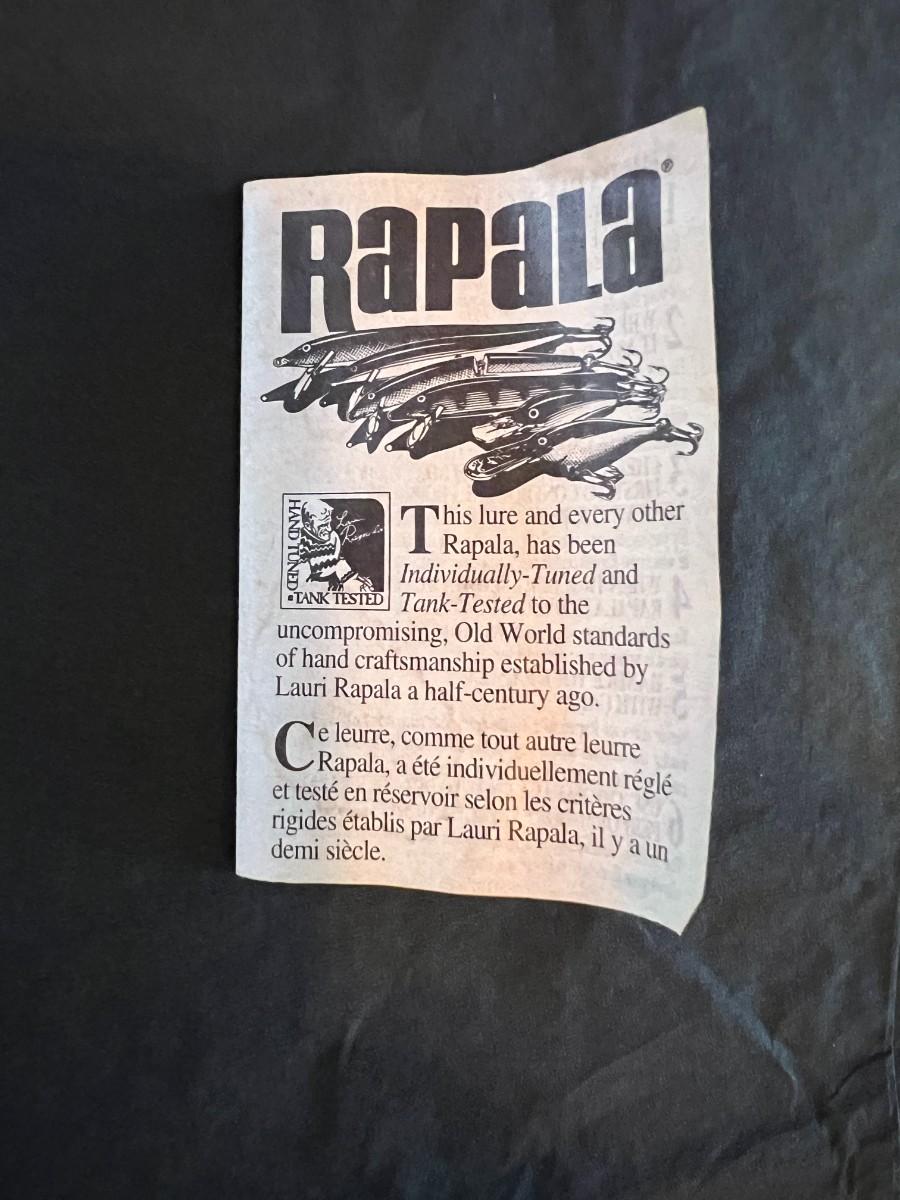 Rapala®
HAND TUNED
TANK TESTED
This lure and every other
Rapala, has been
Individually-Tuned and
Tank-Tested to the
uncompromising, Old World standards
of hand craftsmanship established by
Lauri Rapala a half-century ago.
Ce leurre, comme tout autre leurre
Rapala, a été individuellement réglé
et testé en réservoir selon les critères
rigides établis par Lauri Rapala, il y a un
demi siècle.